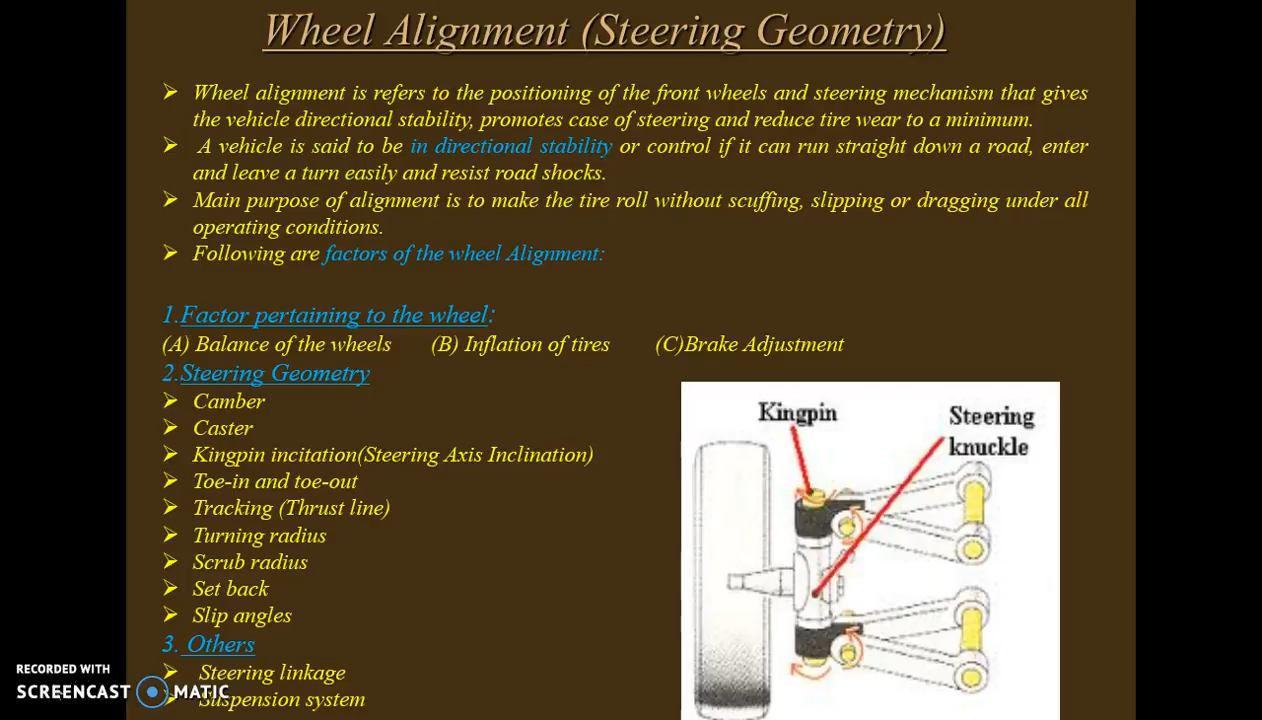 Wheel Alignment (Steering Geometry)
➢ Wheel alignment is refers to the positioning of the front wheels and steering mechanism that gives
the vehicle directional stability, promotes case of steering and reduce tire wear to a minimum.
➢ A vehicle is said to be in directional stability or control if it can run straight down a road, enter
and leave a turn easily and resist road shocks.
➢ Main purpose of alignment is to make the tire roll without scuffing, slipping or dragging under all
operating conditions.
➢ Following are factors of the wheel Alignment:
1.Factor pertaining to the wheel:
(A) Balance of the wheels (B) Inflation of tires (C)Brake Adjustment
2.Steering Geometry
➢ Camber
➢ Caster
➢ Kingpin incitation(Steering Axis Inclination)
➢ Toe-in and toe-out
➢ Tracking (Thrust line)
➢ Turning radius
➢ Scrub radius
➢ Set back
➢ Slip angles
3. Others
➢ Steering linkage
➢ Suspension system
Kingpin
Steering
knuckle
RECORDED WITH
SCREENCAST MATIC